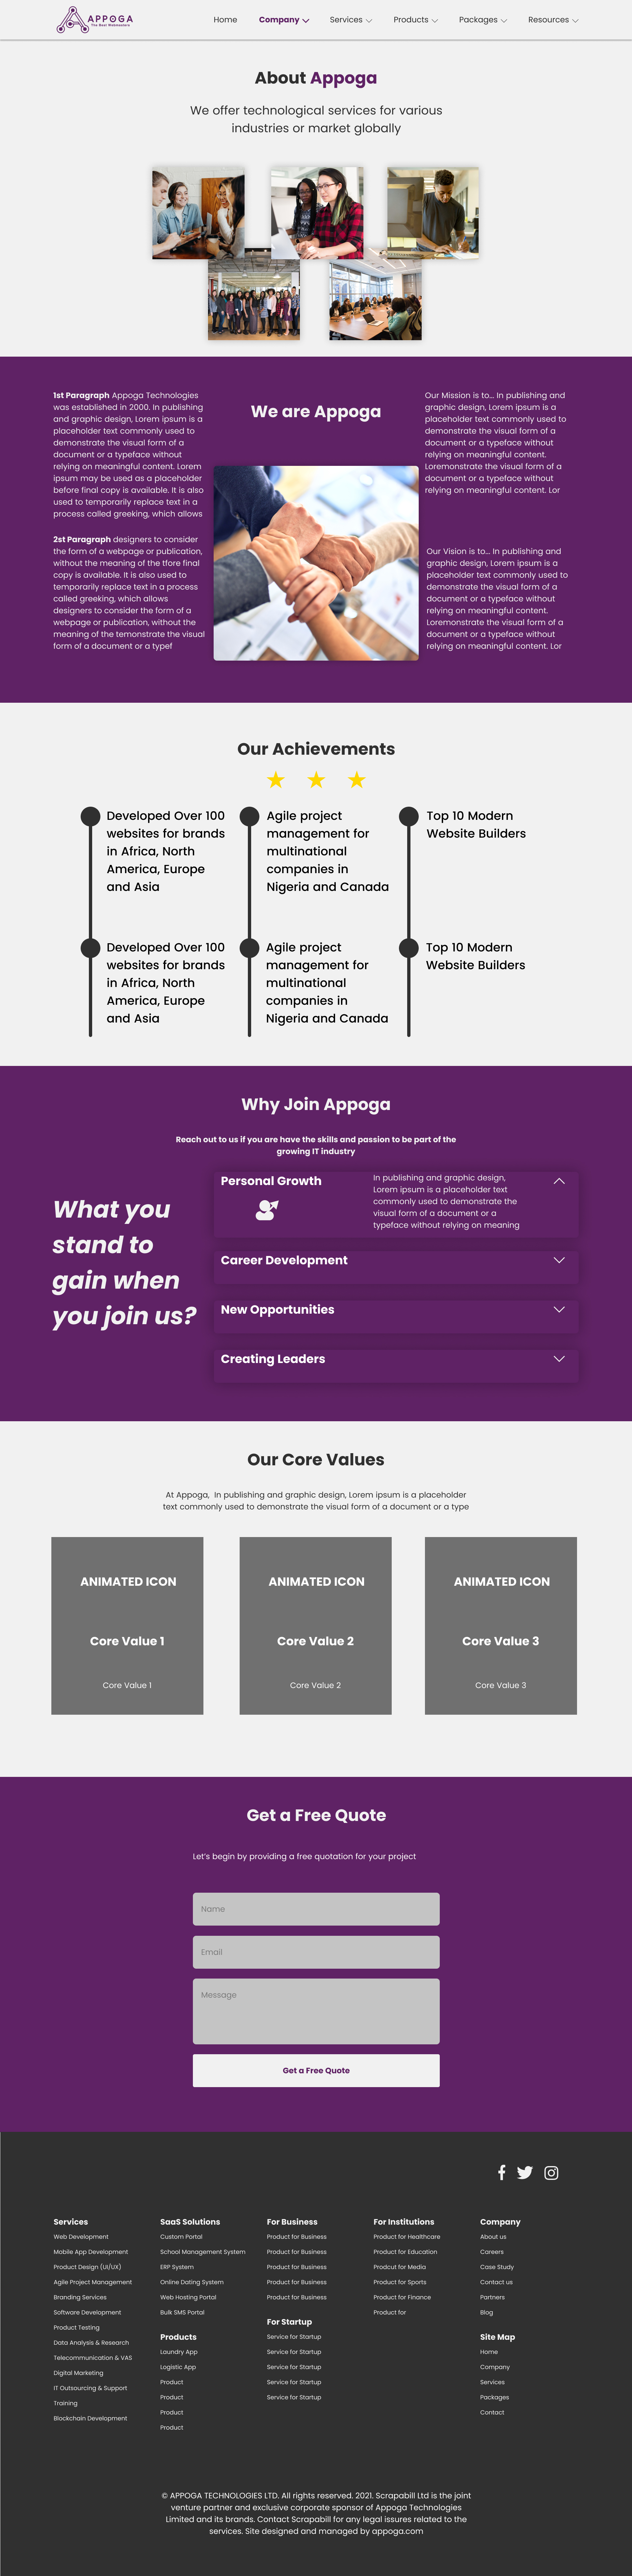 APPOGA
The Real Webmasters
Home
Company
Services
Products
Packages
Resources
About Appoga
We offer technological services for various
industries or market globally
1st Paragraph Appoga Technologies
was established in 2000. In publishing
and graphic design, Lorem ipsum is a
placeholder text commonly used to
demonstrate the visual form of a
document or a typeface without
relying on meaningful content. Lorem
ipsum may be used as a placeholder
before final copy is available. It is also
used to temporarily replace text in a
process called greeking, which allows
2st Paragraph designers to consider
the form of a webpage or publication,
without the meaning of the tfore final
copy is available. It is also used to
temporarily replace text in a process
called greeking, which allows
designers to consider the form of a
webpage or publication, without the
meaning of the temonstrate the visual
form of a document or a typef
We are Appoga
Our Mission is to... In publishing and
graphic design, Lorem ipsum is a
placeholder text commonly used to
demonstrate the visual form of a
document or a typeface without
relying on meaningful content.
Loremonstrate the visual form of a
document or a typeface without
relying on meaningful content. Lor
Our Vision is to... In publishing and
graphic design, Lorem ipsum is a
placeholder text commonly used to
demonstrate the visual form of a
document or a typeface without
relying on meaningful content.
Loremonstrate the visual form of a
document or a typeface without
relying on meaningful content. Lor
Our Achievements
Developed Over 100
websites for brands
in Africa, North
America, Europe
and Asia
Agile project
management for
multinational
companies in
Nigeria and Canada
Top 10 Modern
Website Builders
Developed Over 100
websites for brands
in Africa, North
America, Europe
and Asia
Agile project
management for
multinational
companies in
Nigeria and Canada
Top 10 Modern
Website Builders
Why Join Appoga
Reach out to us if you are have the skills and passion to be part of the
growing IT industry
What you
stand to
gain when
you join us?
Personal Growth
In publishing and graphic design,
Lorem ipsum is a placeholder text
commonly used to demonstrate the
visual form of a document or a
typeface without relying on meaning
Career Development
New Opportunities
Creating Leaders
Our Core Values
At Appoga, In publishing and graphic design, Lorem ipsum is a placeholder
text commonly used to demonstrate the visual form of a document or a type
ANIMATED ICON
Core Value 1
Core Value 1
ANIMATED ICON
Core Value 2
Core Value 2
ANIMATED ICON
Core Value 3
Core Value 3
Get a Free Quote
Let's begin by providing a free quotation for your project
Name
Email
Message
Get a Free Quote
Services
Web Development
Mobile App Development
Product Design (UI/UX)
Agile Project Management
Branding Services
Software Development
Product Testing
Data Analysis & Research
Telecommunication & VAS
Digital Marketing
IT Outsourcing & Support
Training
Blockchain Development
SaaS Solutions
Custom Portal
School Management System
ERP System
Online Dating System
Web Hosting Portal
Bulk SMS Portal
Products
Laundry App
Logistic App
Product
Product
Product
Product
For Business
Product for Business
Product for Business
Product for Business
Product for Business
Product for Business
For Startup
Service for Startup
Service for Startup
Service for Startup
Service for Startup
Service for Startup
For Institutions
Product for Healthcare
Product for Education
Prodcut for Media
Product for Sports
Product for Finance
Product for
Company
About us
Careers
Case Study
Contact us
Partners
Blog
Site Map
Home
Company
Services
Packages
Contact
© APPOGA TECHNOLOGIES LTD. All rights reserved. 2021. Scrapabill Ltd is the joint
venture partner and exclusive corporate sponsor of Appoga Technologies
Limited and its brands. Contact Scrapabill for any legal issures related to the
services. Site designed and managed by appoga.com